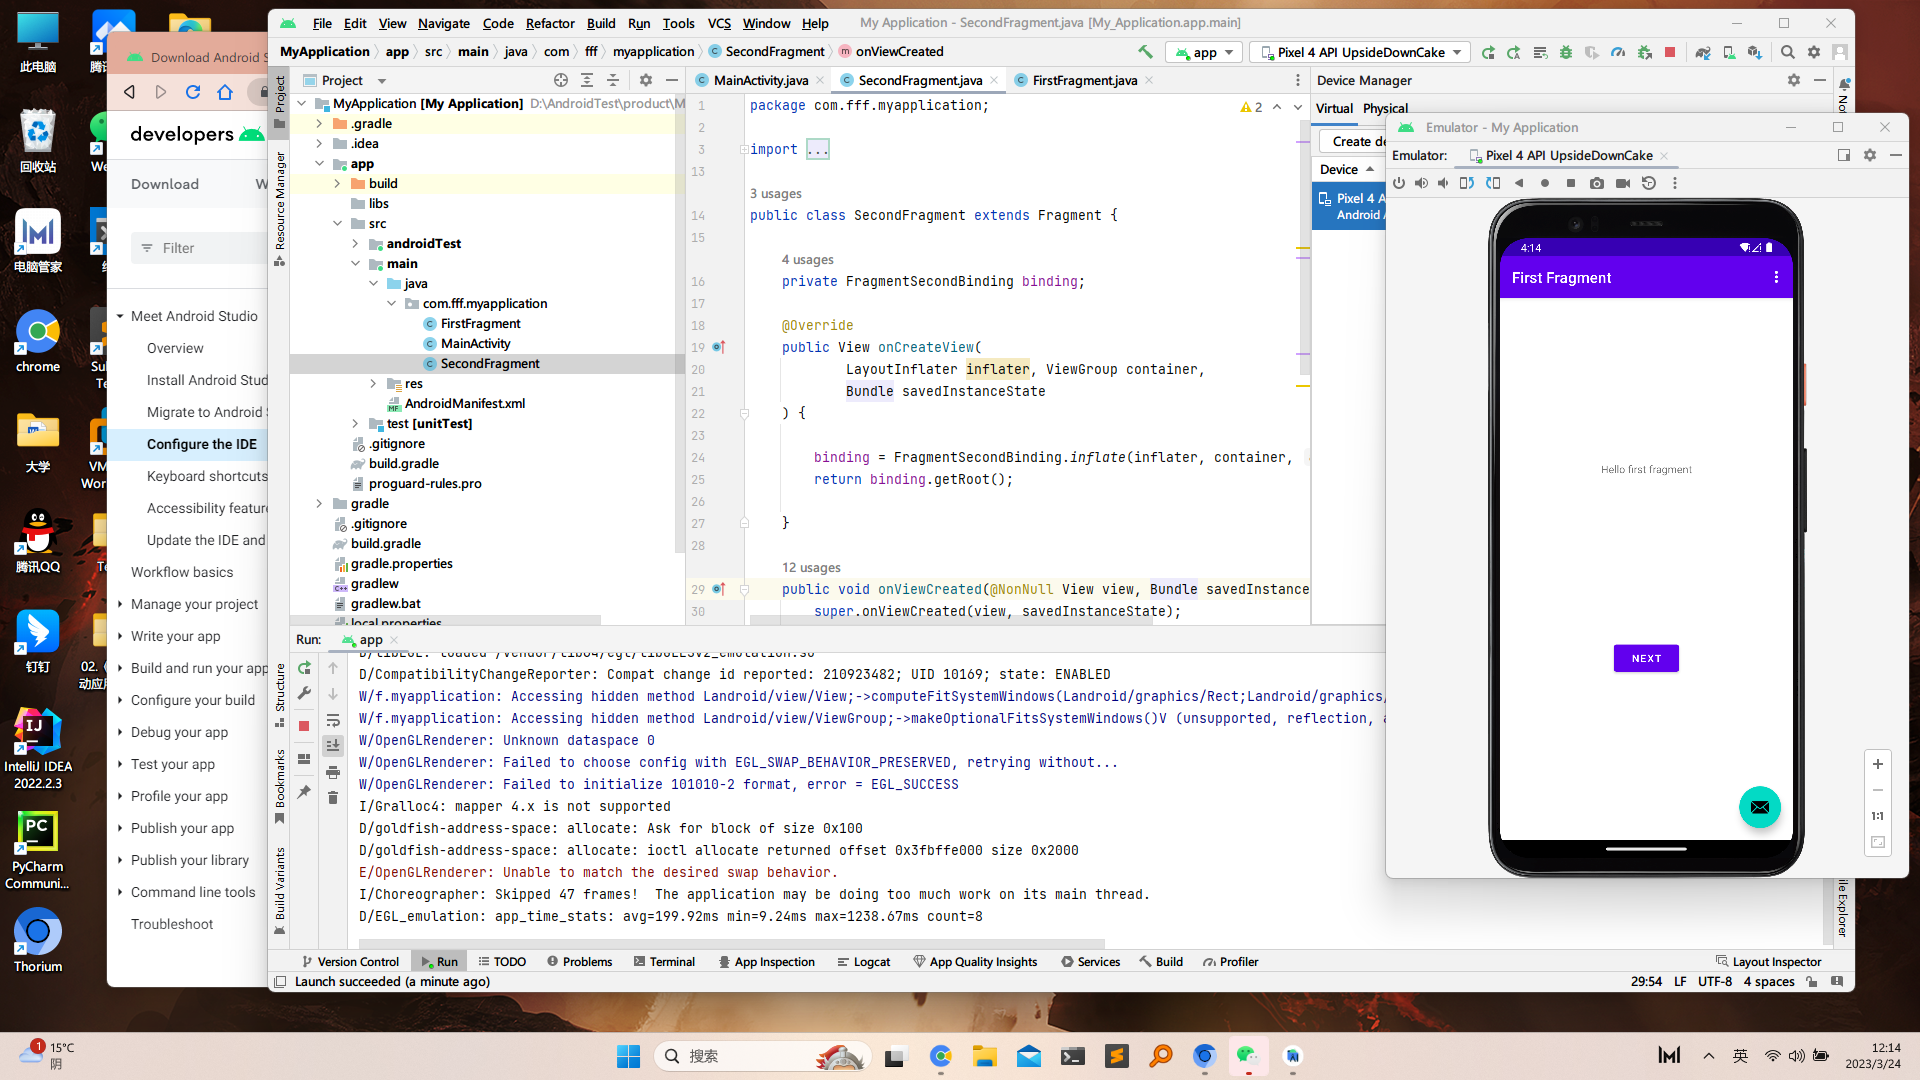 此电脑
回收站
电脑管家
chrome
大学
腾讯QQ
钉钉
IntelliJ IDEA
2022.2.3
PyCharm
Communi...
Thorium
Download Android S
developers
Download
Filter
Meet Android Studio
Overview
Install Android Stud
Migrate to Android
Configure the IDE
Keyboard shortcuts
Accessibility feature
Update the IDE and
Workflow basics
Manage your project
Write your app
Build and run your app
Configure your build
Debug your app
Test your app
Profile your app
Publish your app
Publish your library
Command line tools
Troubleshoot
File Edit View Navigate Code Refactor Build Run Tools VCS Window Help My Application - SecondFragment.java [My_Application.app.main]
MyApplication app src main java com fff myapplication SecondFragment onViewCreated
app Pixel 4 API UpsideDownCake
Project
Resource Manager
Structure
Bookmarks
Build Variants
Project
MyApplication [My Application] D:\AndroidTest\product\M
.gradle
.idea
app
build
libs
src
androidTest
main
java
com.fff.myapplication
FirstFragment
MainActivity
SecondFragment
res
AndroidManifest.xml
test [unitTest]
.gitignore
build.gradle
proguard-rules.pro
gradle
.gitignore
build.gradle
gradle.properties
gradlew
gradlew.bat
local.properties
MainActivity.java SecondFragment.java FirstFragment.java
2
1 package com.fff.myapplication;
2
3 import ...
13
3 usages
14 public class SecondFragment extends Fragment {
15
4 usages
16 private FragmentSecondBinding binding;
17
18 @Override
19 public View onCreateView(
20 LayoutInflater inflater, ViewGroup container,
21 Bundle savedInstanceState
22 ) {
23
24 binding = FragmentSecondBinding.inflate(inflater, container,
25 return binding.getRoot();
26
27 }
28
12 usages
29 public void onViewCreated(@NonNull View view, Bundle savedInstance
30 super.onViewCreated(view, savedInstanceState);
Device Manager
Virtual Physical
Create de
Device
Pixel 4 A
Android
Emulator - My Application
Emulator: Pixel 4 API UpsideDownCake
4:14
First Fragment
Hello first fragment
NEXT
1:1
Run: app
D/libEGL: loaded /vendor/lib64/egl/libGLESv2_emulation.so
D/CompatibilityChangeReporter: Compat change id reported: 210923482; UID 10169; state: ENABLED
W/f.myapplication: Accessing hidden method Landroid/view/View;->computeFitSystemWindows(Landroid/graphics/Rect;Landroid/graphics/
W/f.myapplication: Accessing hidden method Landroid/view/ViewGroup;->makeOptionalFitsSystemWindows()V (unsupported, reflection, a
W/OpenGLRenderer: Unknown dataspace 0
W/OpenGLRenderer: Failed to choose config with EGL_SWAP_BEHAVIOR_PRESERVED, retrying without...
W/OpenGLRenderer: Failed to initialize 101010-2 format, error = EGL_SUCCESS
I/Gralloc4: mapper 4.x is not supported
D/goldfish-address-space: allocate: Ask for block of size 0x100
D/goldfish-address-space: allocate: ioctl allocate returned offset 0x3fbffe000 size 0x2000
E/OpenGLRenderer: Unable to match the desired swap behavior.
I/Choreographer: Skipped 47 frames! The application may be doing too much work on its main thread.
D/EGL_emulation: app_time_stats: avg=199.92ms min=9.24ms max=1238.67ms count=8
Version Control Run TODO Problems Terminal App Inspection Logcat App Quality Insights Services Build Profiler Layout Inspector
Launch succeeded (a minute ago) 29:54 LF UTF-8 4 spaces
1
15°C
阴
搜索
英
12:14
2023/3/24